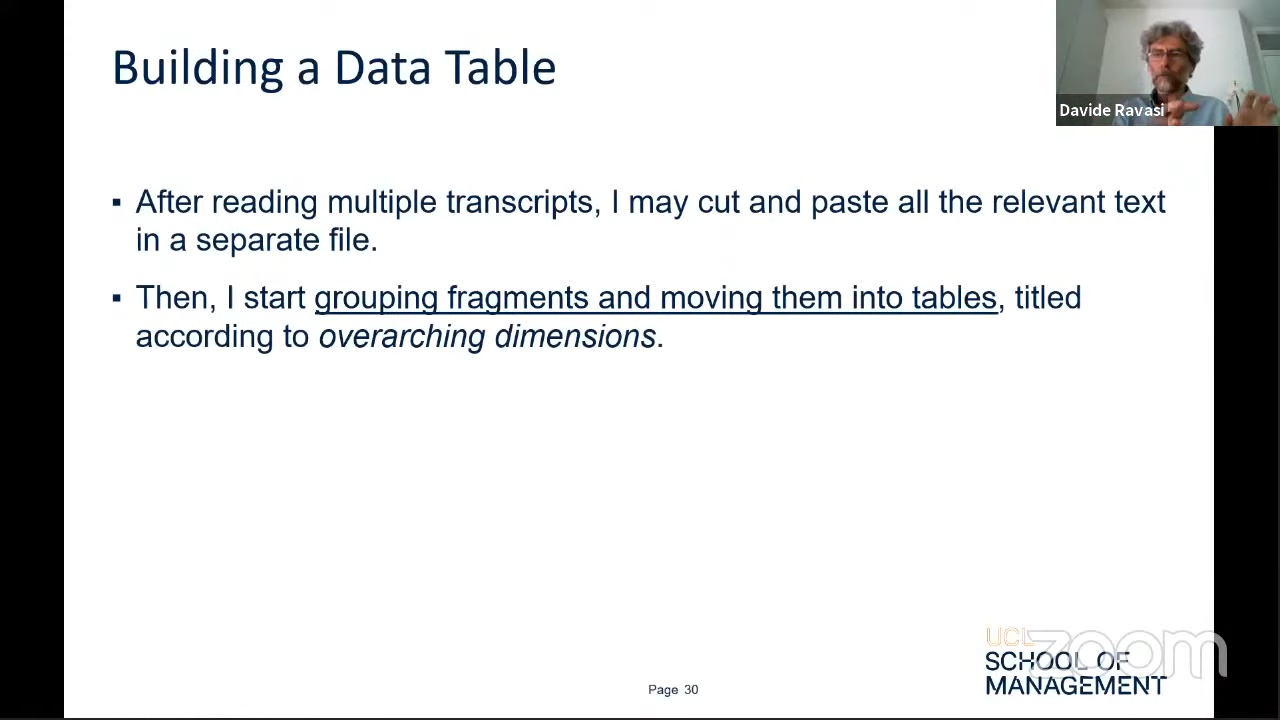 Building a Data Table
Davide Ravasi
▪ After reading multiple transcripts, I may cut and paste all the relevant text
in a separate file.
▪ Then, I start grouping fragments and moving them into tables, titled
according to overarching dimensions.
UCL
zoom
SCHOOL OF
MANAGEMENT
Page 30